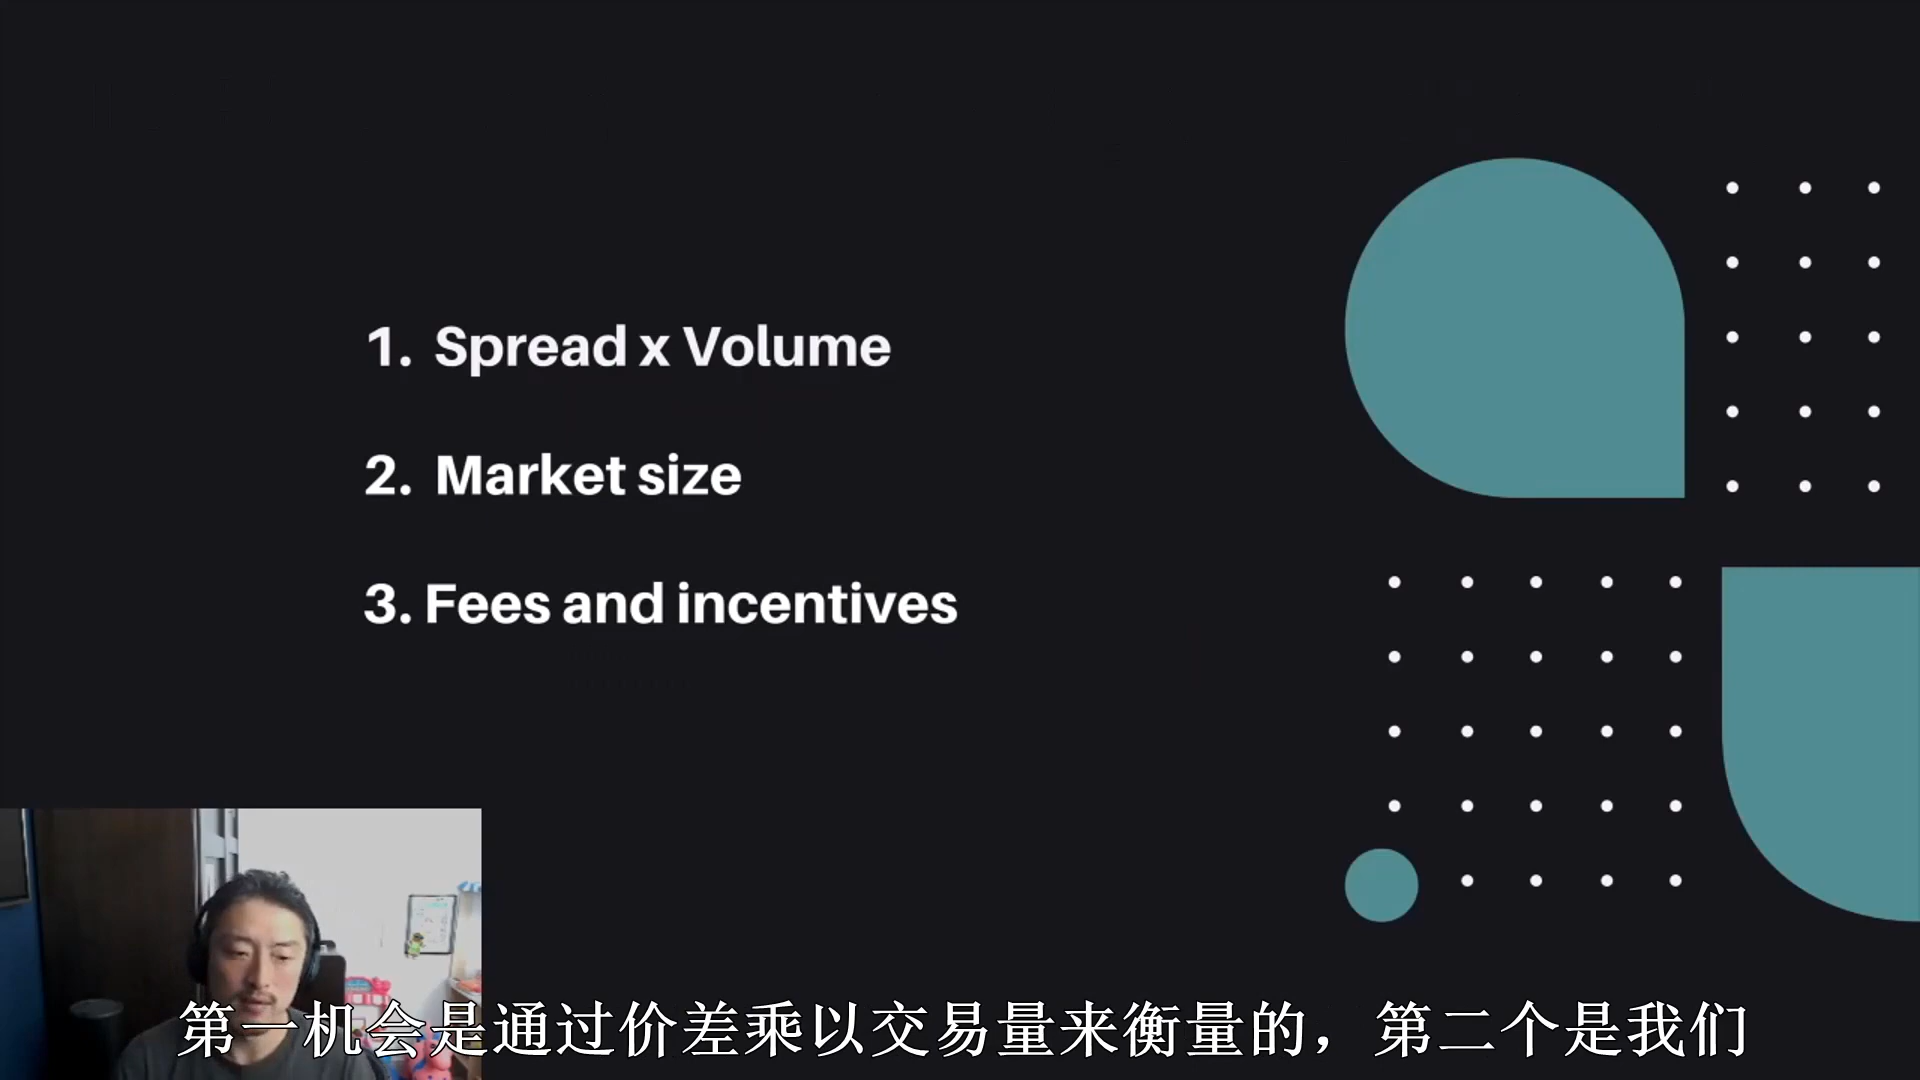 1. Spread x Volume
2. Market size
3. Fees and incentives
第一机会是通过价差乘以交易量来衡量的，第二个是我们